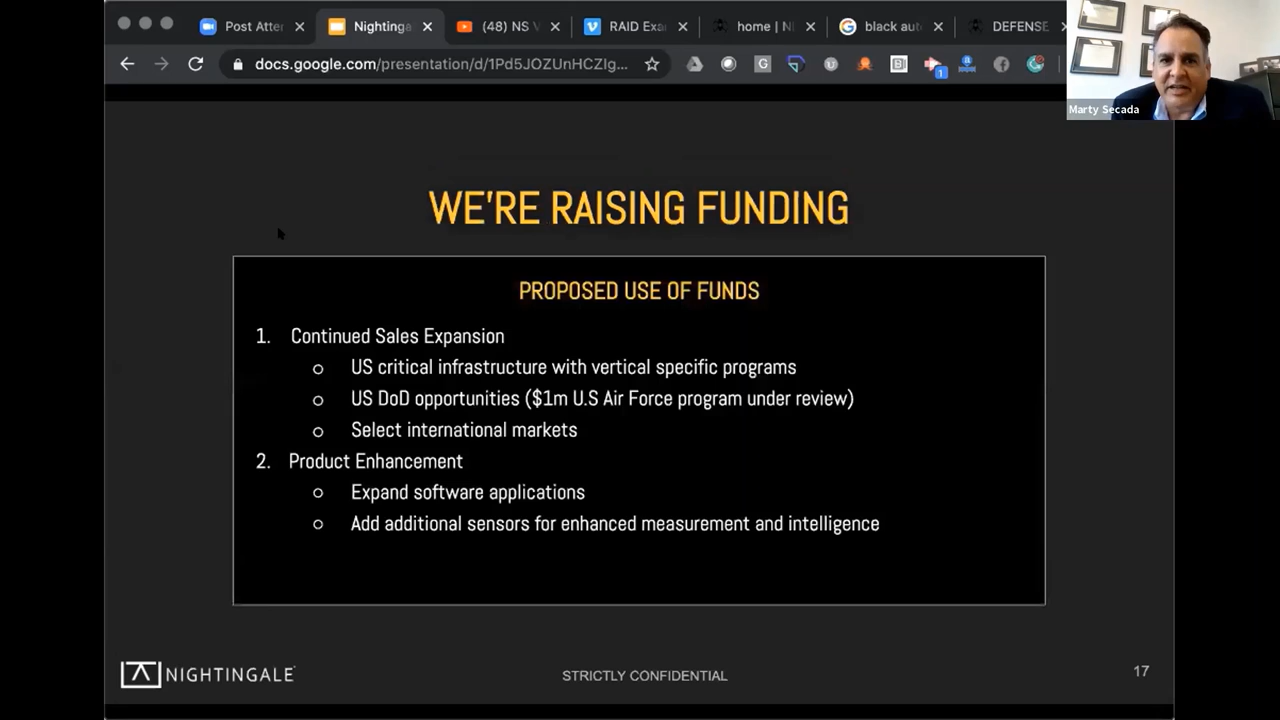 Post Atter
Nightinga
(48) NS V
RAID Exa
home | NI
black auto
DEFENSE
docs.google.com/presentation/d/1Pd5JOZUnHCZIg...
G
1
Marty Secada
WE'RE RAISING FUNDING
PROPOSED USE OF FUNDS
1. Continued Sales Expansion
○ US critical infrastructure with vertical specific programs
○ US DoD opportunities ($1m U.S Air Force program under review)
○ Select international markets
2. Product Enhancement
○ Expand software applications
○ Add additional sensors for enhanced measurement and intelligence
NIGHTINGALE
STRICTLY CONFIDENTIAL
17